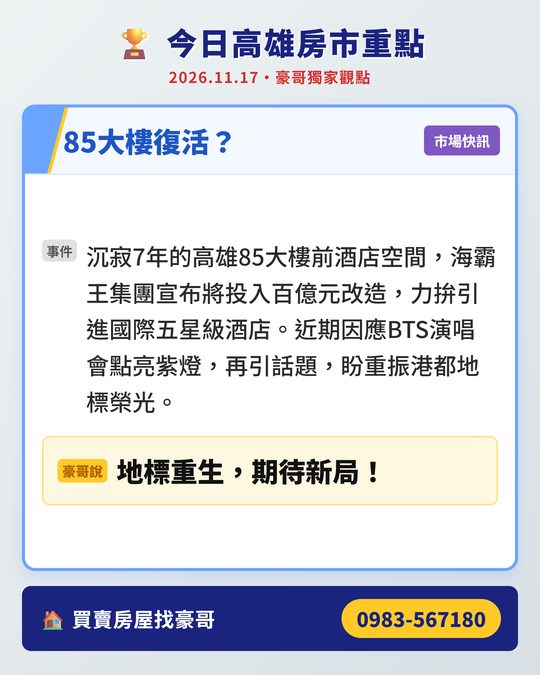 今日高雄房市重點
2026.11.17・豪哥獨家觀點
85大樓復活？
市場快訊
事件
沉寂7年的高雄85大樓前酒店空間，海霸
王集團宣布將投入百億元改造，力拚引
進國際五星級酒店。近期因應BTS演唱
會點亮紫燈，再引話題，盼重振港都地
標榮光。
豪哥說
地標重生，期待新局！
買賣房屋找豪哥
0983-567180